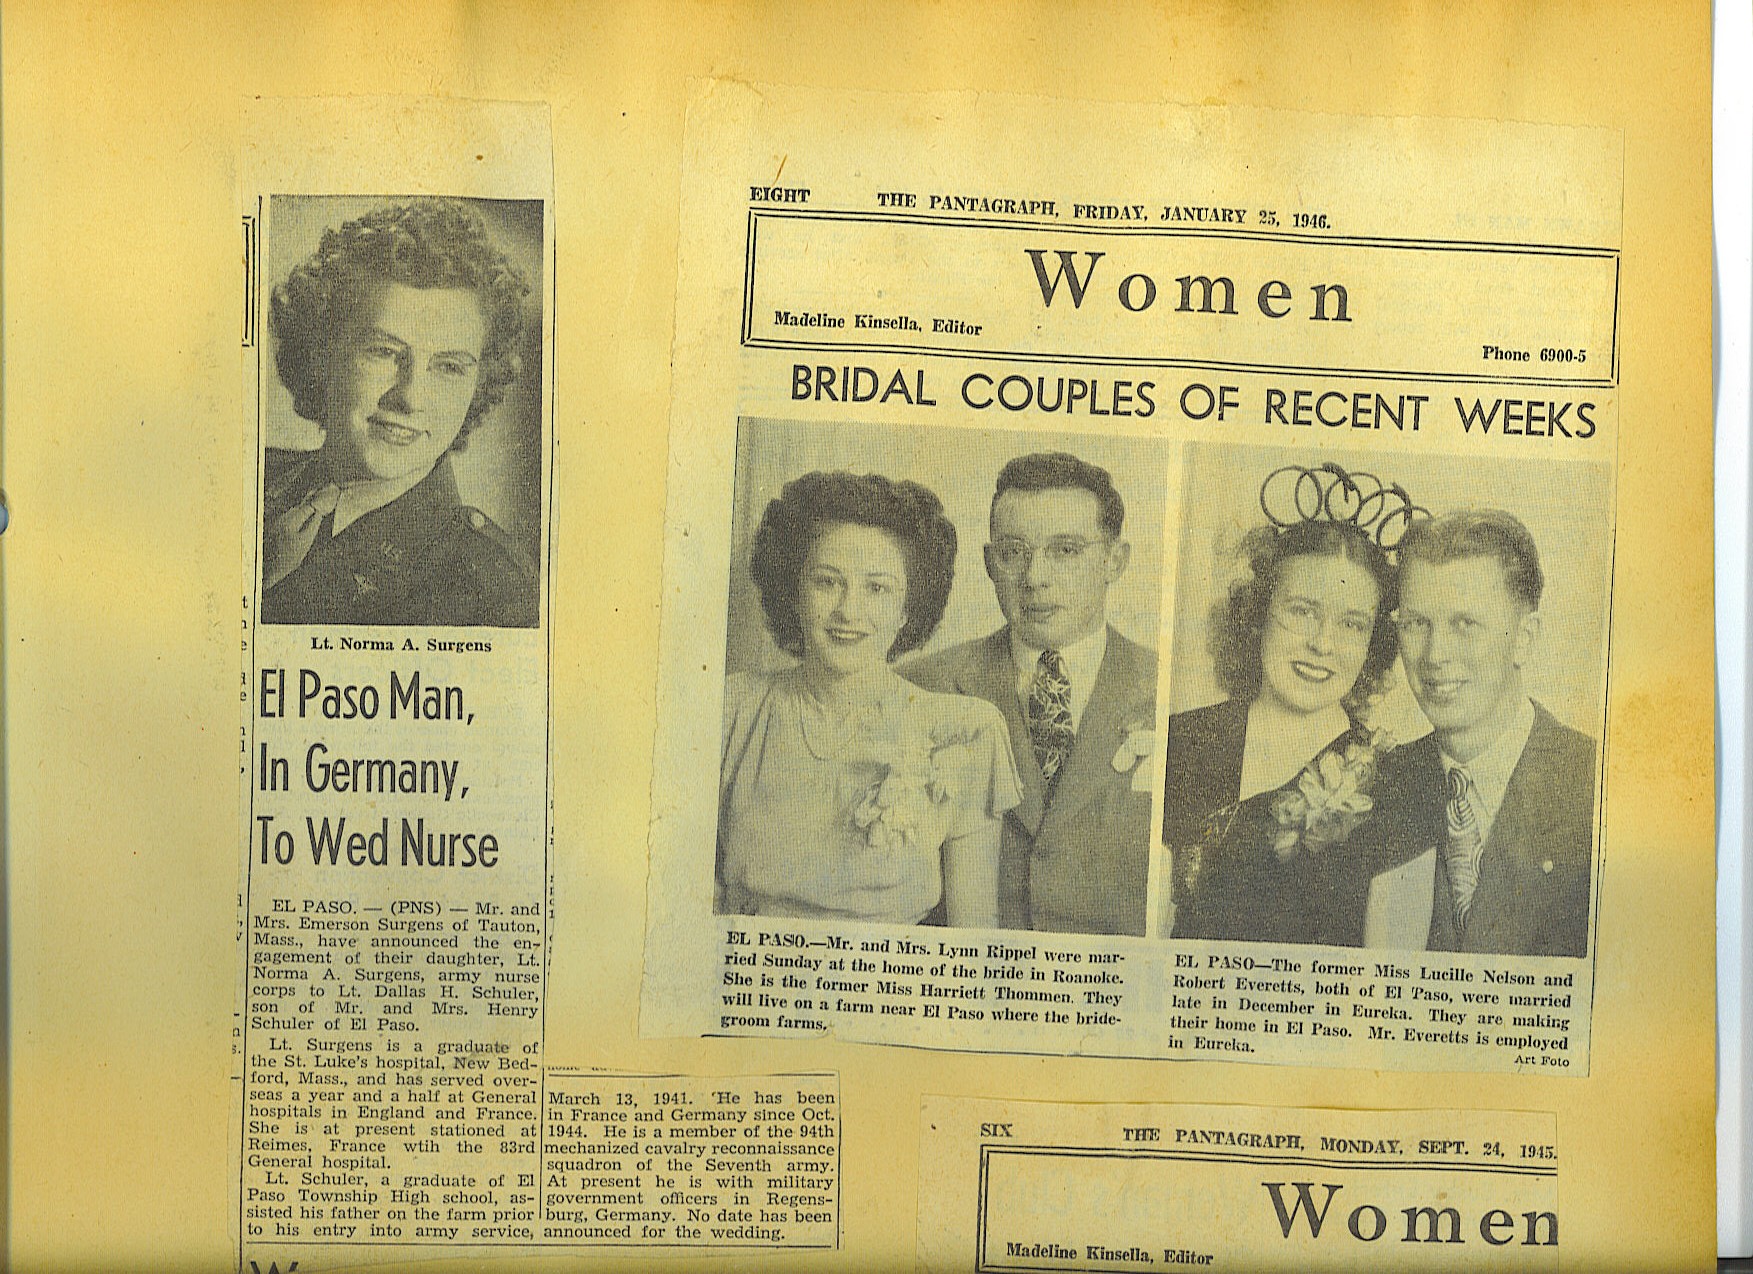 Lt. Norma A. Surgens
El Paso Man,
In Germany,
To Wed Nurse
EL PASO. — (PNS) — Mr. and
Mrs. Emerson Surgens of Tauton,
Mass., have announced the en-
gagement of their daughter, Lt.
Norma A. Surgens, army nurse
corps to Lt. Dallas H. Schuler,
son of Mr. and Mrs. Henry
Schuler of El Paso.
Lt. Surgens is a graduate of
the St. Luke's hospital, New Bed-
ford, Mass., and has served over-
seas a year and a half at General
hospitals in England and France.
She is at present stationed at
Reimes, France wtih the 83rd
General hospital.
Lt. Schuler, a graduate of El
Paso Township High school, as-
sisted his father on the farm prior
to his entry into army service,
March 13, 1941. 'He has been
in France and Germany since Oct.
1944. He is a member of the 94th
mechanized cavalry reconnaissance
squadron of the Seventh army.
At present he is with military
government officers in Regens-
burg, Germany. No date has been
announced for the wedding.
EIGHT THE PANTAGRAPH, FRIDAY, JANUARY 25, 1946.
Women
Madeline Kinsella, Editor
Phone 6900-5
BRIDAL COUPLES OF RECENT WEEKS
EL PASO.—Mr. and Mrs. Lynn Rippel were mar-
ried Sunday at the home of the bride in Roanoke.
She is the former Miss Harriett Thommen. They
will live on a farm near El Paso where the bride-
groom farms.
EL PASO—The former Miss Lucille Nelson and
Robert Everetts, both of El Paso, were married
late in December in Eureka. They are making
their home in El Paso. Mr. Everetts is employed
in Eureka.
Art Foto
SIX THE PANTAGRAPH, MONDAY, SEPT. 24, 1945.
Women
Madeline Kinsella, Editor